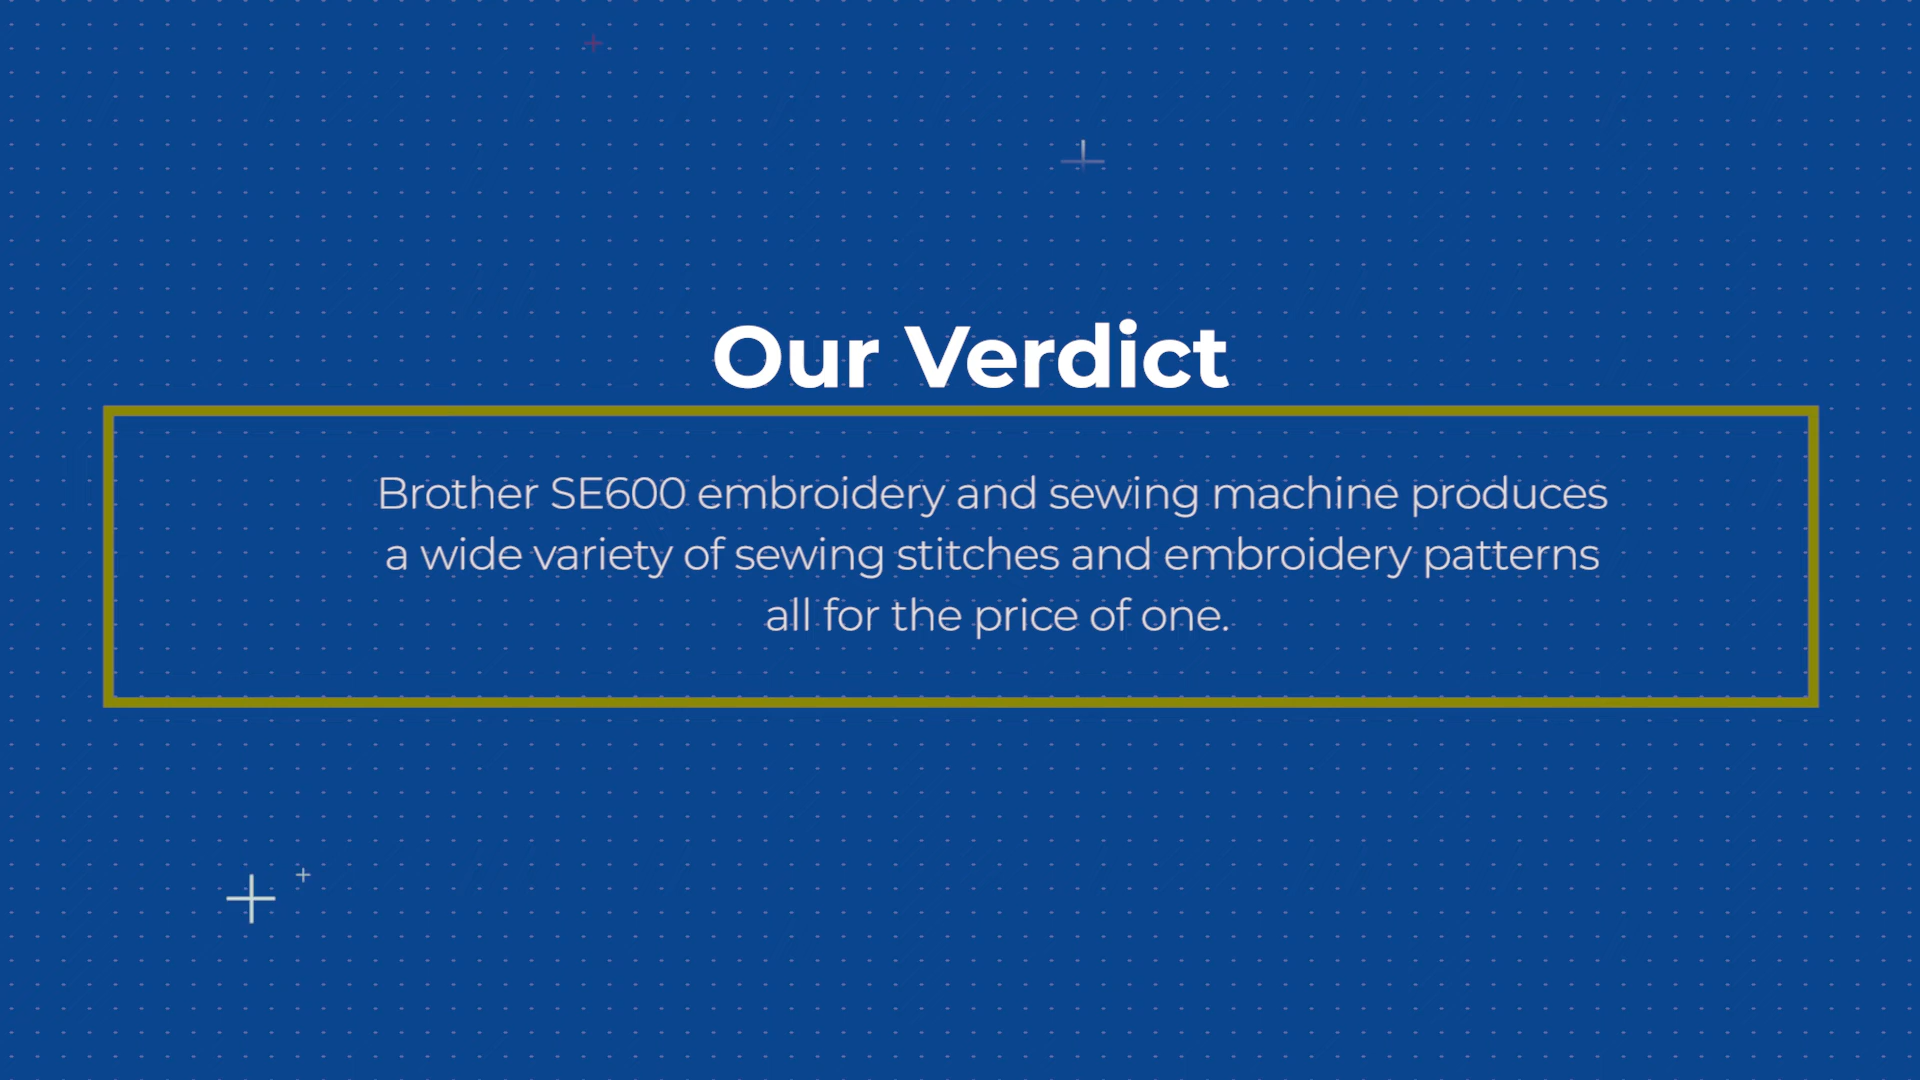 Our Verdict
Brother SE600 embroidery and sewing machine produces
a wide variety of sewing stitches and embroidery patterns
all for the price of one.